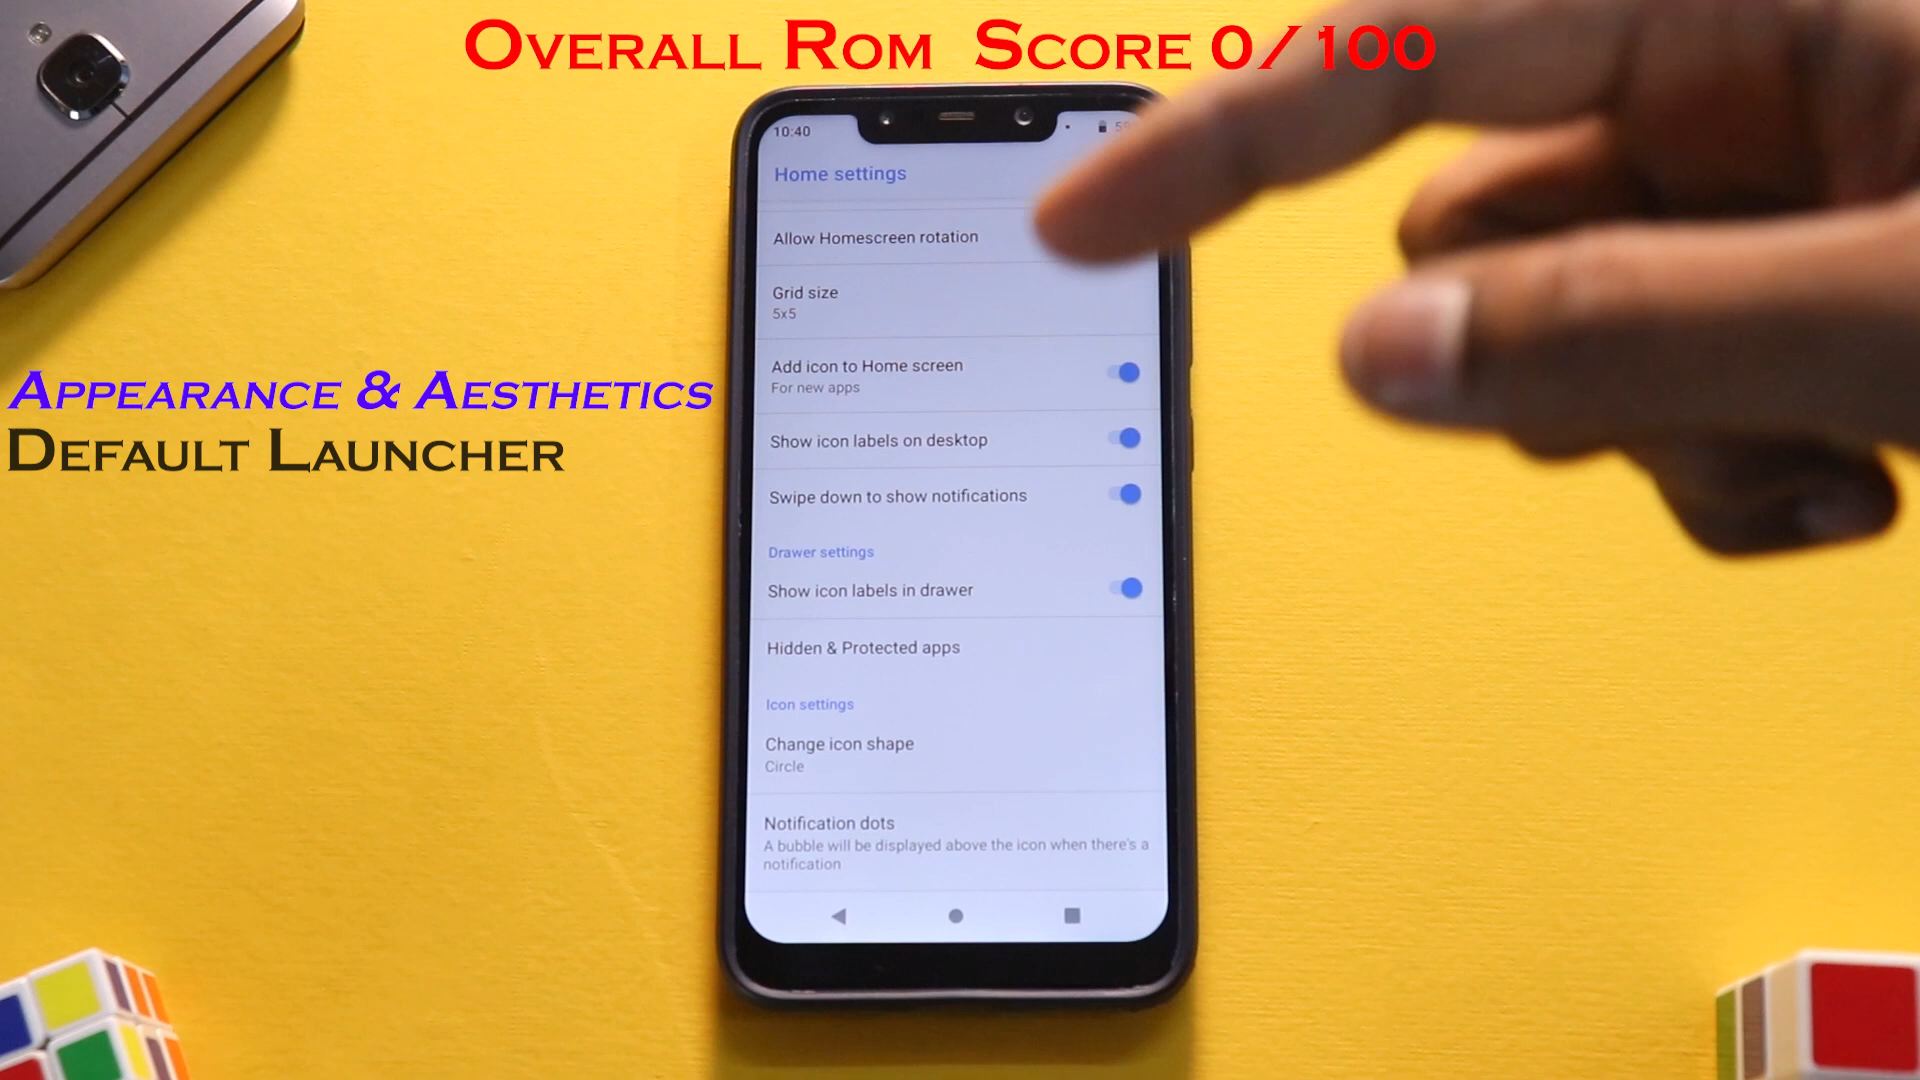 Overall Rom Score 0/100
10:40
Home settings
Allow Homescreen rotation
Grid size
5x5
Add icon to Home screen
For new apps
Show icon labels on desktop
Swipe down to show notifications
Drawer settings
Show icon labels in drawer
Hidden & Protected apps
Icon settings
Change icon shape
Circle
Notification dots
A bubble will be displayed above the icon when there's a
notification
Appearance & Aesthetics
Default Launcher